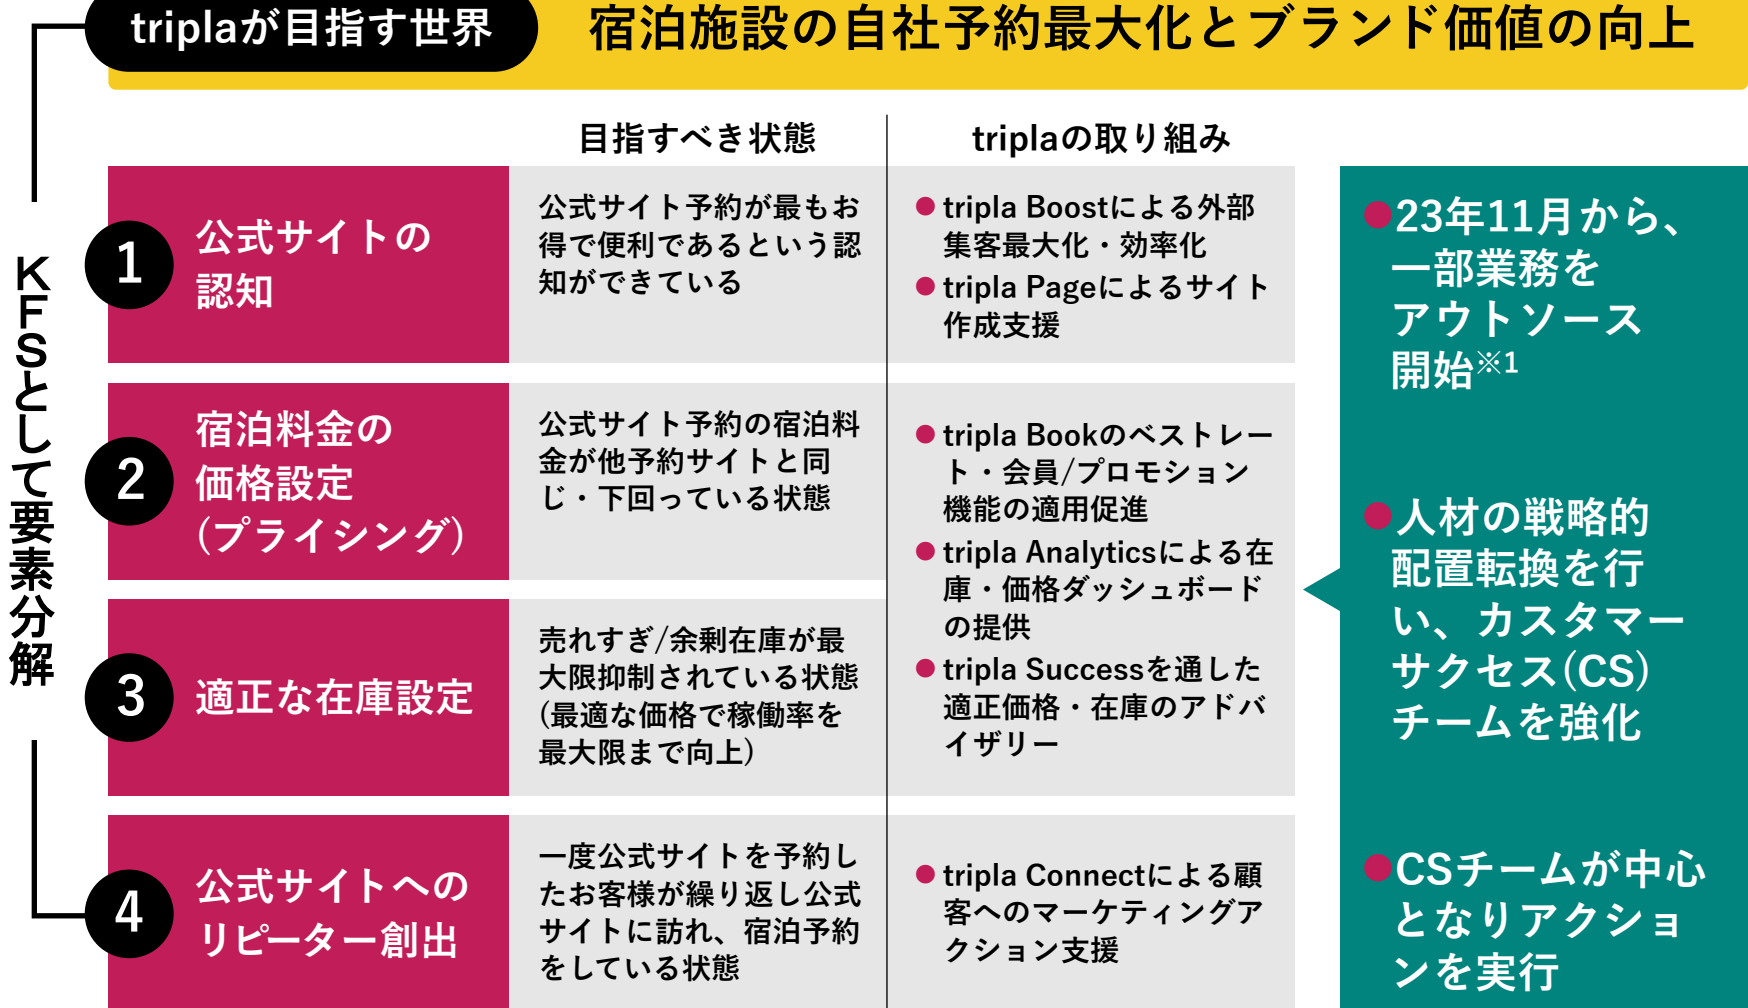 triplaが目指す世界
宿泊施設の自社予約最大化とブランド価値の向上
KFSとして要素分解
目指すべき状態
triplaの取り組み
1
公式サイトの
認知
公式サイト予約が最もお
得で便利であるという認
知ができている
●tripla Boostによる外部
集客最大化・効率化
●tripla Pageによるサイト
作成支援
2
宿泊料金の
価格設定
(プライシング)
公式サイト予約の宿泊料
金が他予約サイトと同
じ・下回っている状態
●tripla Bookのベストレー
ト・会員/プロモション
機能の適用促進
●tripla Analyticsによる在
庫・価格ダッシュボード
の提供
●tripla Successを通した
適正価格・在庫のアドバ
イザリー
3
適正な在庫設定
売れすぎ/余剰在庫が最
大限抑制されている状態
(最適な価格で稼働率を
最大限まで向上)
4
公式サイトへの
リピーター創出
一度公式サイトを予約し
たお客様が繰り返し公式
サイトに訪れ、宿泊予約
をしている状態
●tripla Connectによる顧
客へのマーケティングア
クション支援
●23年11月から、
一部業務を
アウトソース
開始※1
●人材の戦略的
配置転換を行
い、カスタマー
サクセス(CS)
チームを強化
●CSチームが中心
となりアクショ
ンを実行